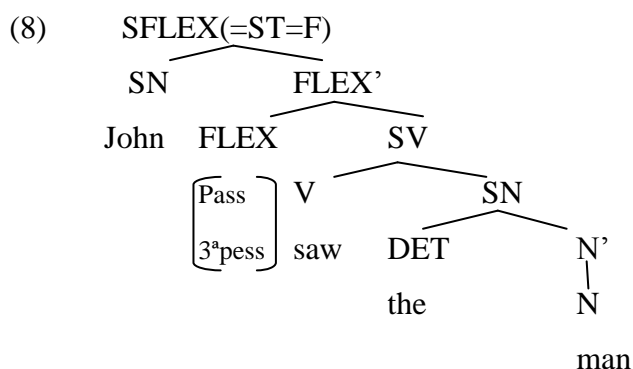 (8) SFLEX(=ST=F)
SN FLEX’
John FLEX SV
Pass V SN
3ªpess saw DET N’
the N
man